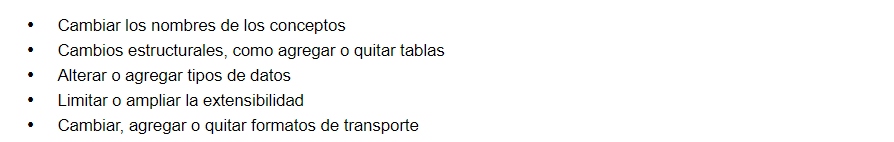 • Cambiar los nombres de los conceptos
• Cambios estructurales, como agregar o quitar tablas
• Alterar o agregar tipos de datos
• Limitar o ampliar la extensibilidad
• Cambiar, agregar o quitar formatos de transporte